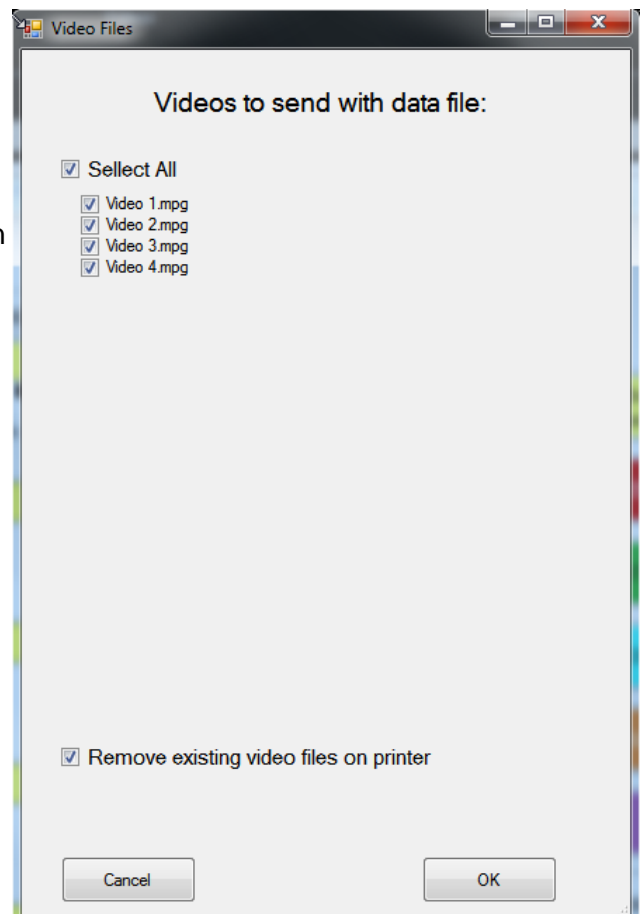 Video Files
Videos to send with data file:
Sellect All
Video 1.mpg
Video 2.mpg
Video 3.mpg
Video 4.mpg
Remove existing video files on printer
Cancel
OK